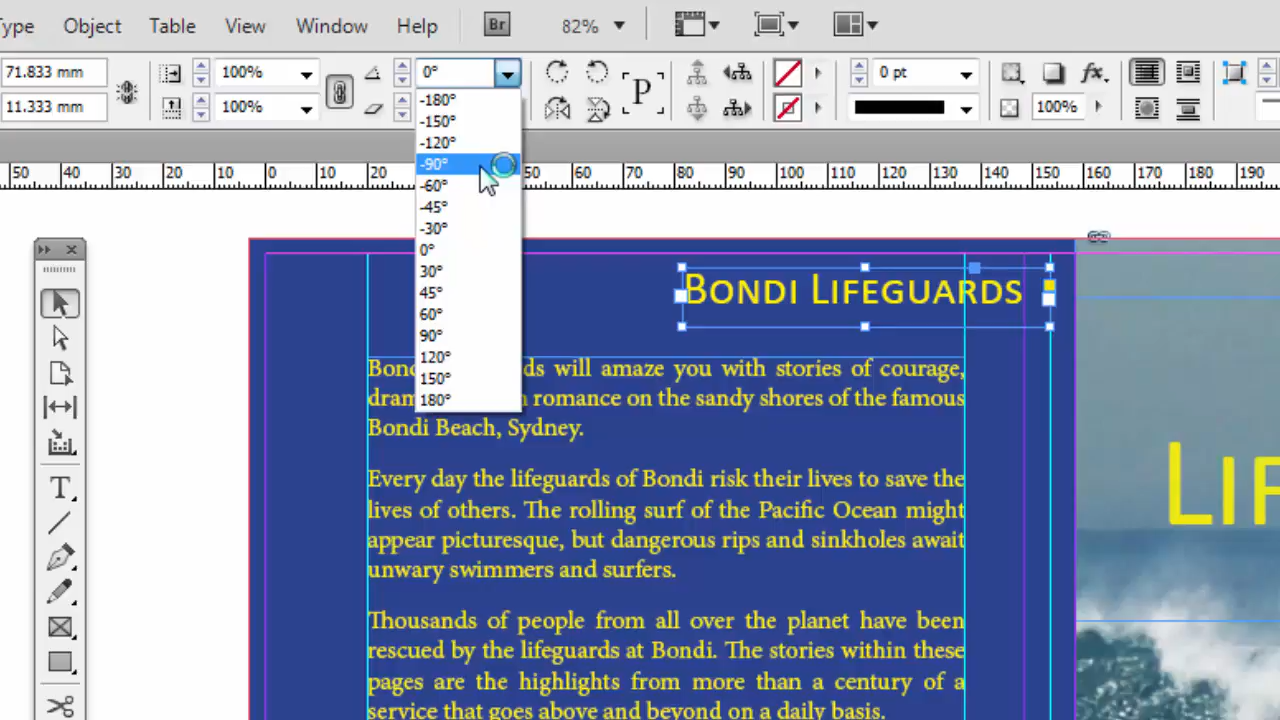 ype Object Table View Window Help Br 82%
71.833 mm 100% 0° P 0 pt fx
11.333 mm 100% 100%
-180°
-150°
-120°
-90°
-60°
-45°
-30°
0°
30°
45°
60°
90°
120°
150°
180°
50 40 30 20 10 0 10 20 50 60 70 80 90 100 110 120 130 140 150 160 170 180 190
T
Bondi Lifeguards
Bond ds will amaze you with stories of courage,
dram romance on the sandy shores of the famous
Bondi Beach, Sydney.
Every day the lifeguards of Bondi risk their lives to save the
lives of others. The rolling surf of the Pacific Ocean might
appear picturesque, but dangerous rips and sinkholes await
unwary swimmers and surfers.
Thousands of people from all over the planet have been
rescued by the lifeguards at Bondi. The stories within these
pages are the highlights from more than a century of a
service that goes above and beyond on a daily basis.
Lif